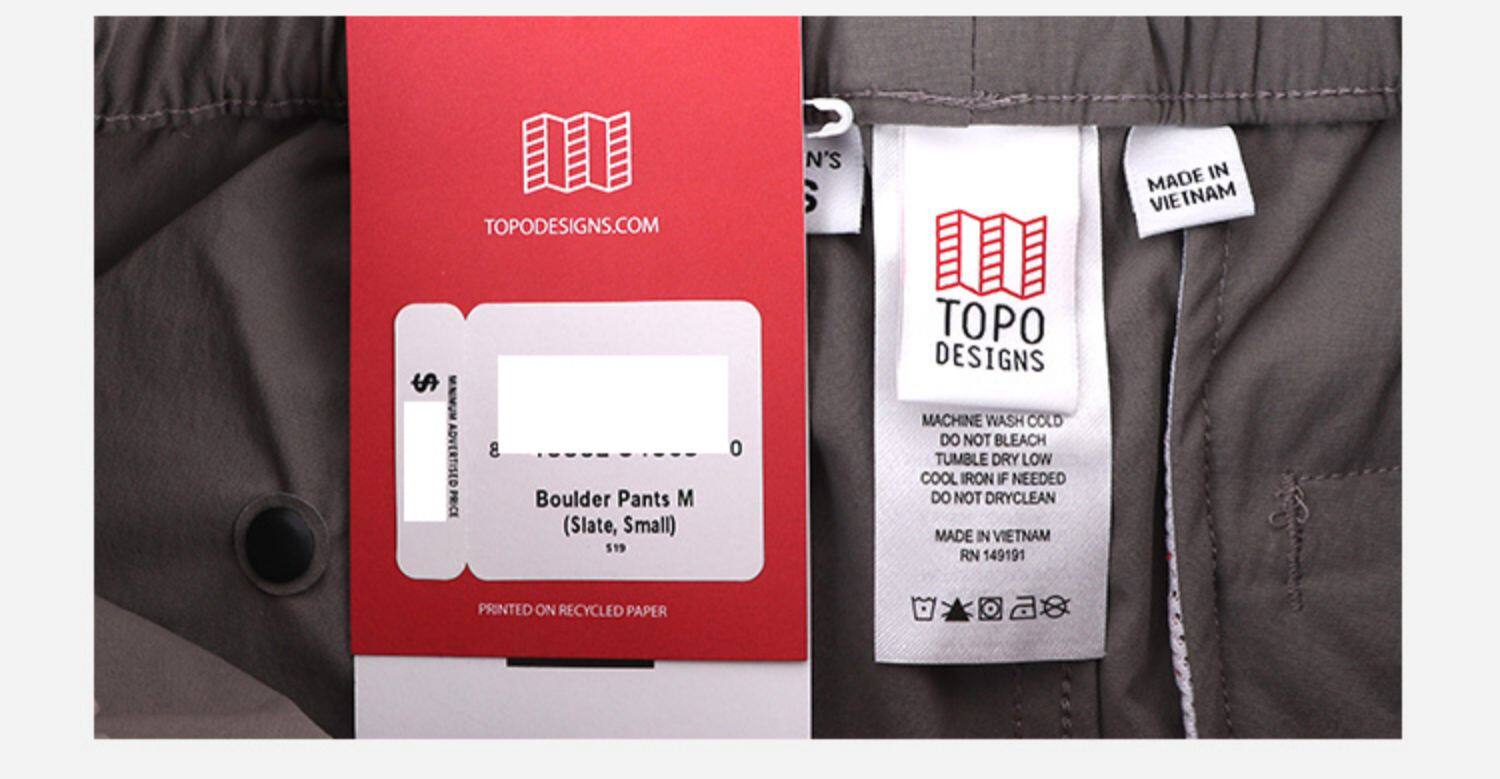 TOPODESIGNS.COM
$
MINIMUM ADVERTISED PRICE
8
0
Boulder Pants M
(Slate, Small)
S19
PRINTED ON RECYCLED PAPER
N'S
S
TOPO
DESIGNS
MACHINE WASH COLD
DO NOT BLEACH
TUMBLE DRY LOW
COOL IRON IF NEEDED
DO NOT DRYCLEAN
MADE IN VIETNAM
RN 149191
MADE IN
VIETNAM